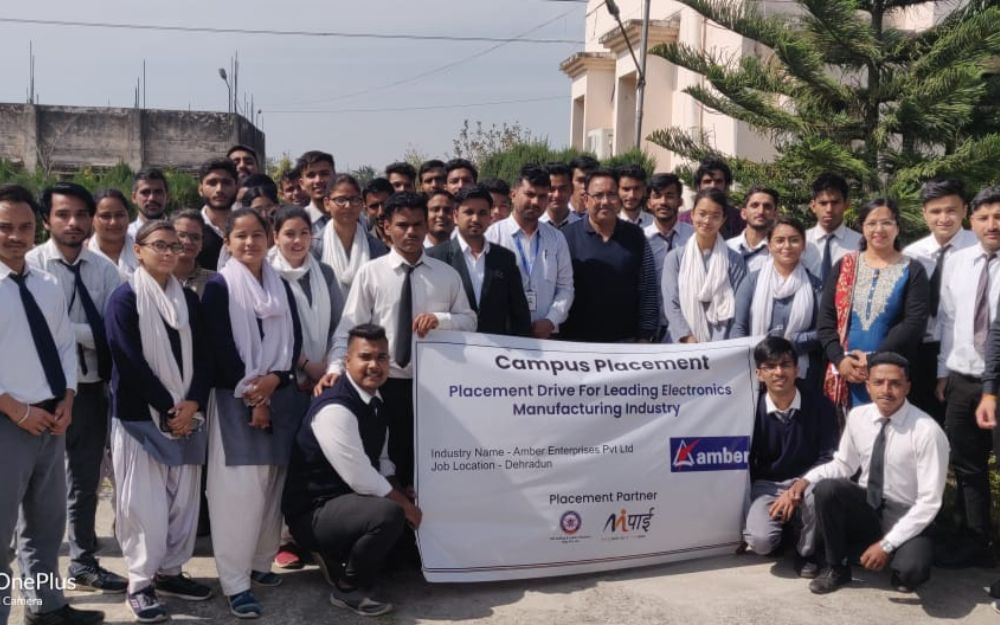 Campus Placement
Placement Drive For Leading Electronics
Manufacturing Industry
Industry Name - Amber Enterprises Pvt Ltd
Job Location - Dehradun
amber
Placement Partner
पाई
OnePlus
Camera